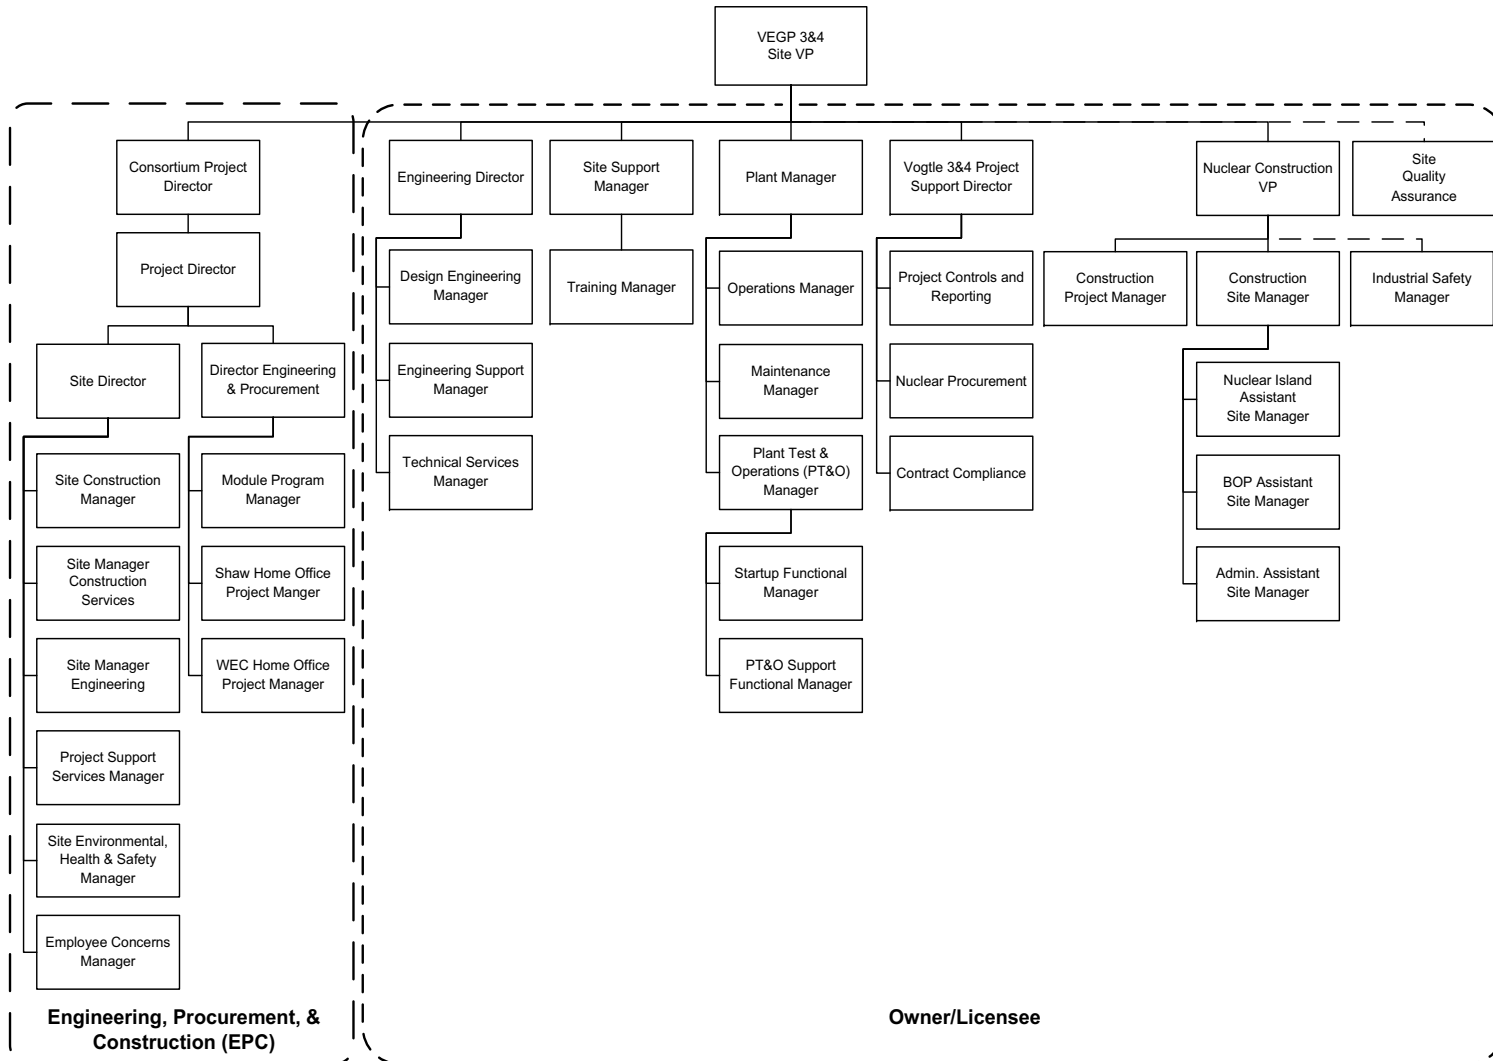 VEGP 3&4
Site VP
Consortium Project
Director
Engineering Director
Site Support
Manager
Plant Manager
Vogtle 3&4 Project
Support Director
Nuclear Construction
VP
Site
Quality
Assurance
Project Director
Design Engineering
Manager
Training Manager
Operations Manager
Project Controls and
Reporting
Construction
Project Manager
Construction
Site Manager
Industrial Safety
Manager
Site Director
Director Engineering
& Procurement
Engineering Support
Manager
Maintenance
Manager
Nuclear Procurement
Nuclear Island
Assistant
Site Manager
Site Construction
Manager
Module Program
Manager
Technical Services
Manager
Plant Test &
Operations (PT&O)
Manager
Contract Compliance
BOP Assistant
Site Manager
Site Manager
Construction
Services
Shaw Home Office
Project Manger
Startup Functional
Manager
Admin. Assistant
Site Manager
Site Manager
Engineering
WEC Home Office
Project Manager
PT&O Support
Functional Manager
Project Support
Services Manager
Site Environmental,
Health & Safety
Manager
Employee Concerns
Manager
Engineering, Procurement, &
Construction (EPC)
Owner/Licensee